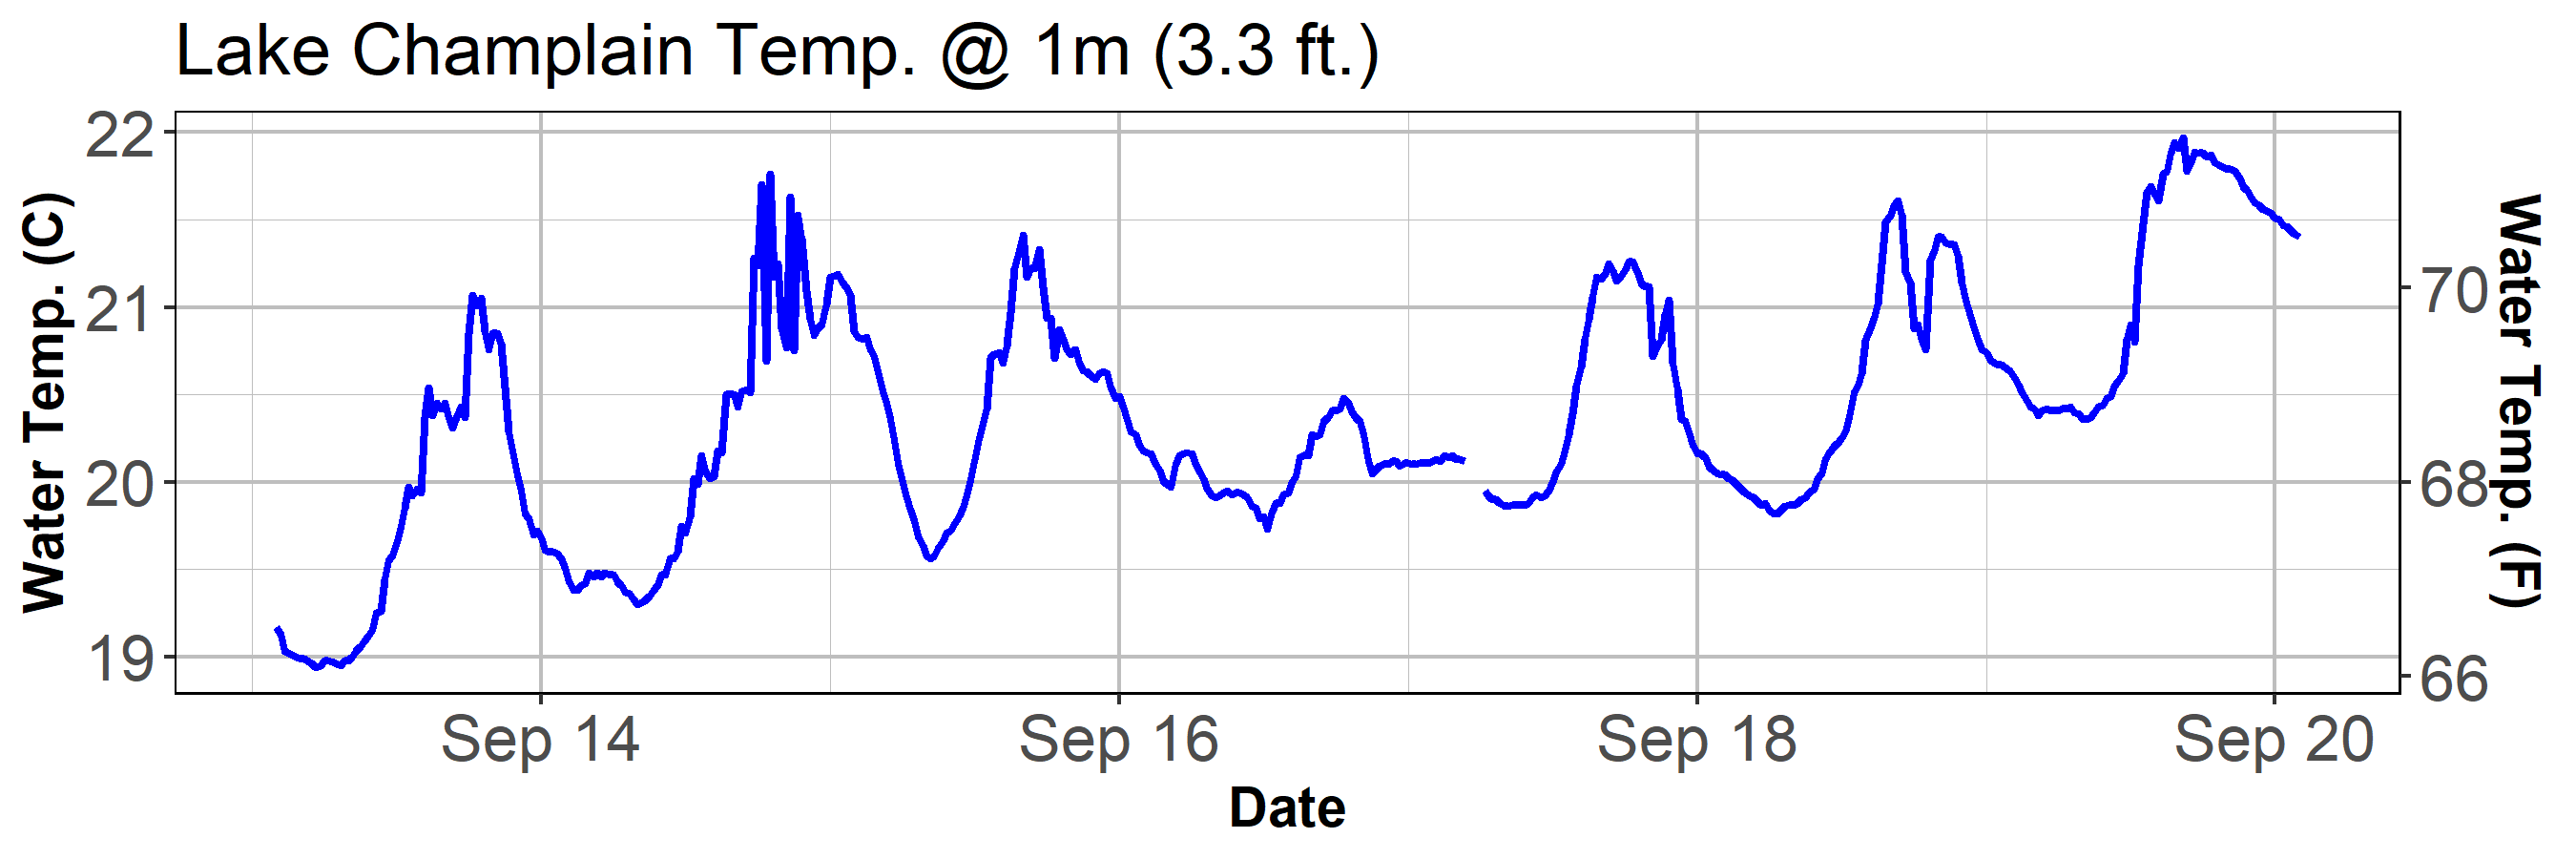 Lake Champlain Temp. @ 1m (3.3 ft.)
Water Temp. (C)
22
21
20
19
70
68
66
Water Temp. (F)
Sep 14 Sep 16 Sep 18 Sep 20
Date